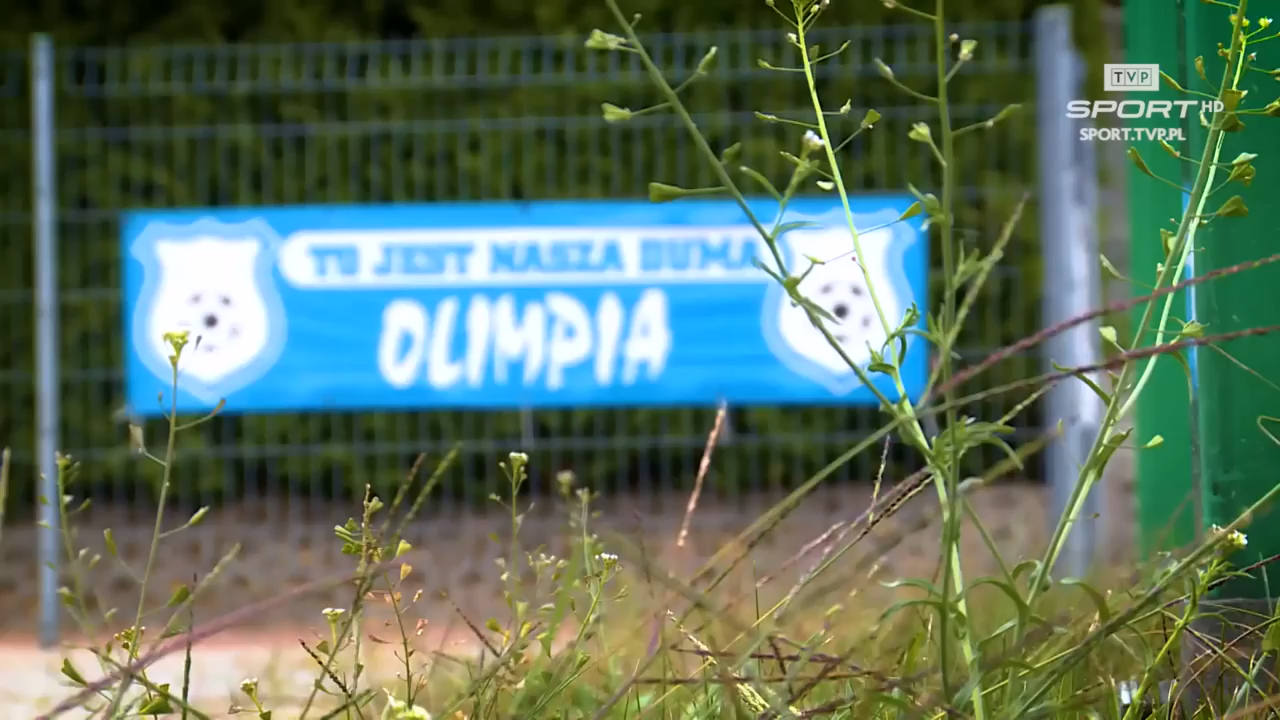 TVP
SPORT HD
SPORT.TVP.PL
TO JEST NASZA DUMA
OLIMPIA